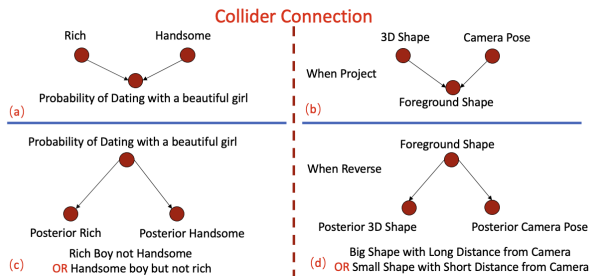 Collider Connection
Rich Handsome
Probability of Dating with a beautiful girl
(a)
3D Shape Camera Pose
When Project
Foreground Shape
(b)
Probability of Dating with a beautiful girl
Posterior Rich Posterior Handsome
Rich Boy not Handsome
OR Handsome boy but not rich
(c)
Foreground Shape
When Reverse
Posterior 3D Shape Posterior Camera Pose
Big Shape with Long Distance from Camera
OR Small Shape with Short Distance from Camera
(d)